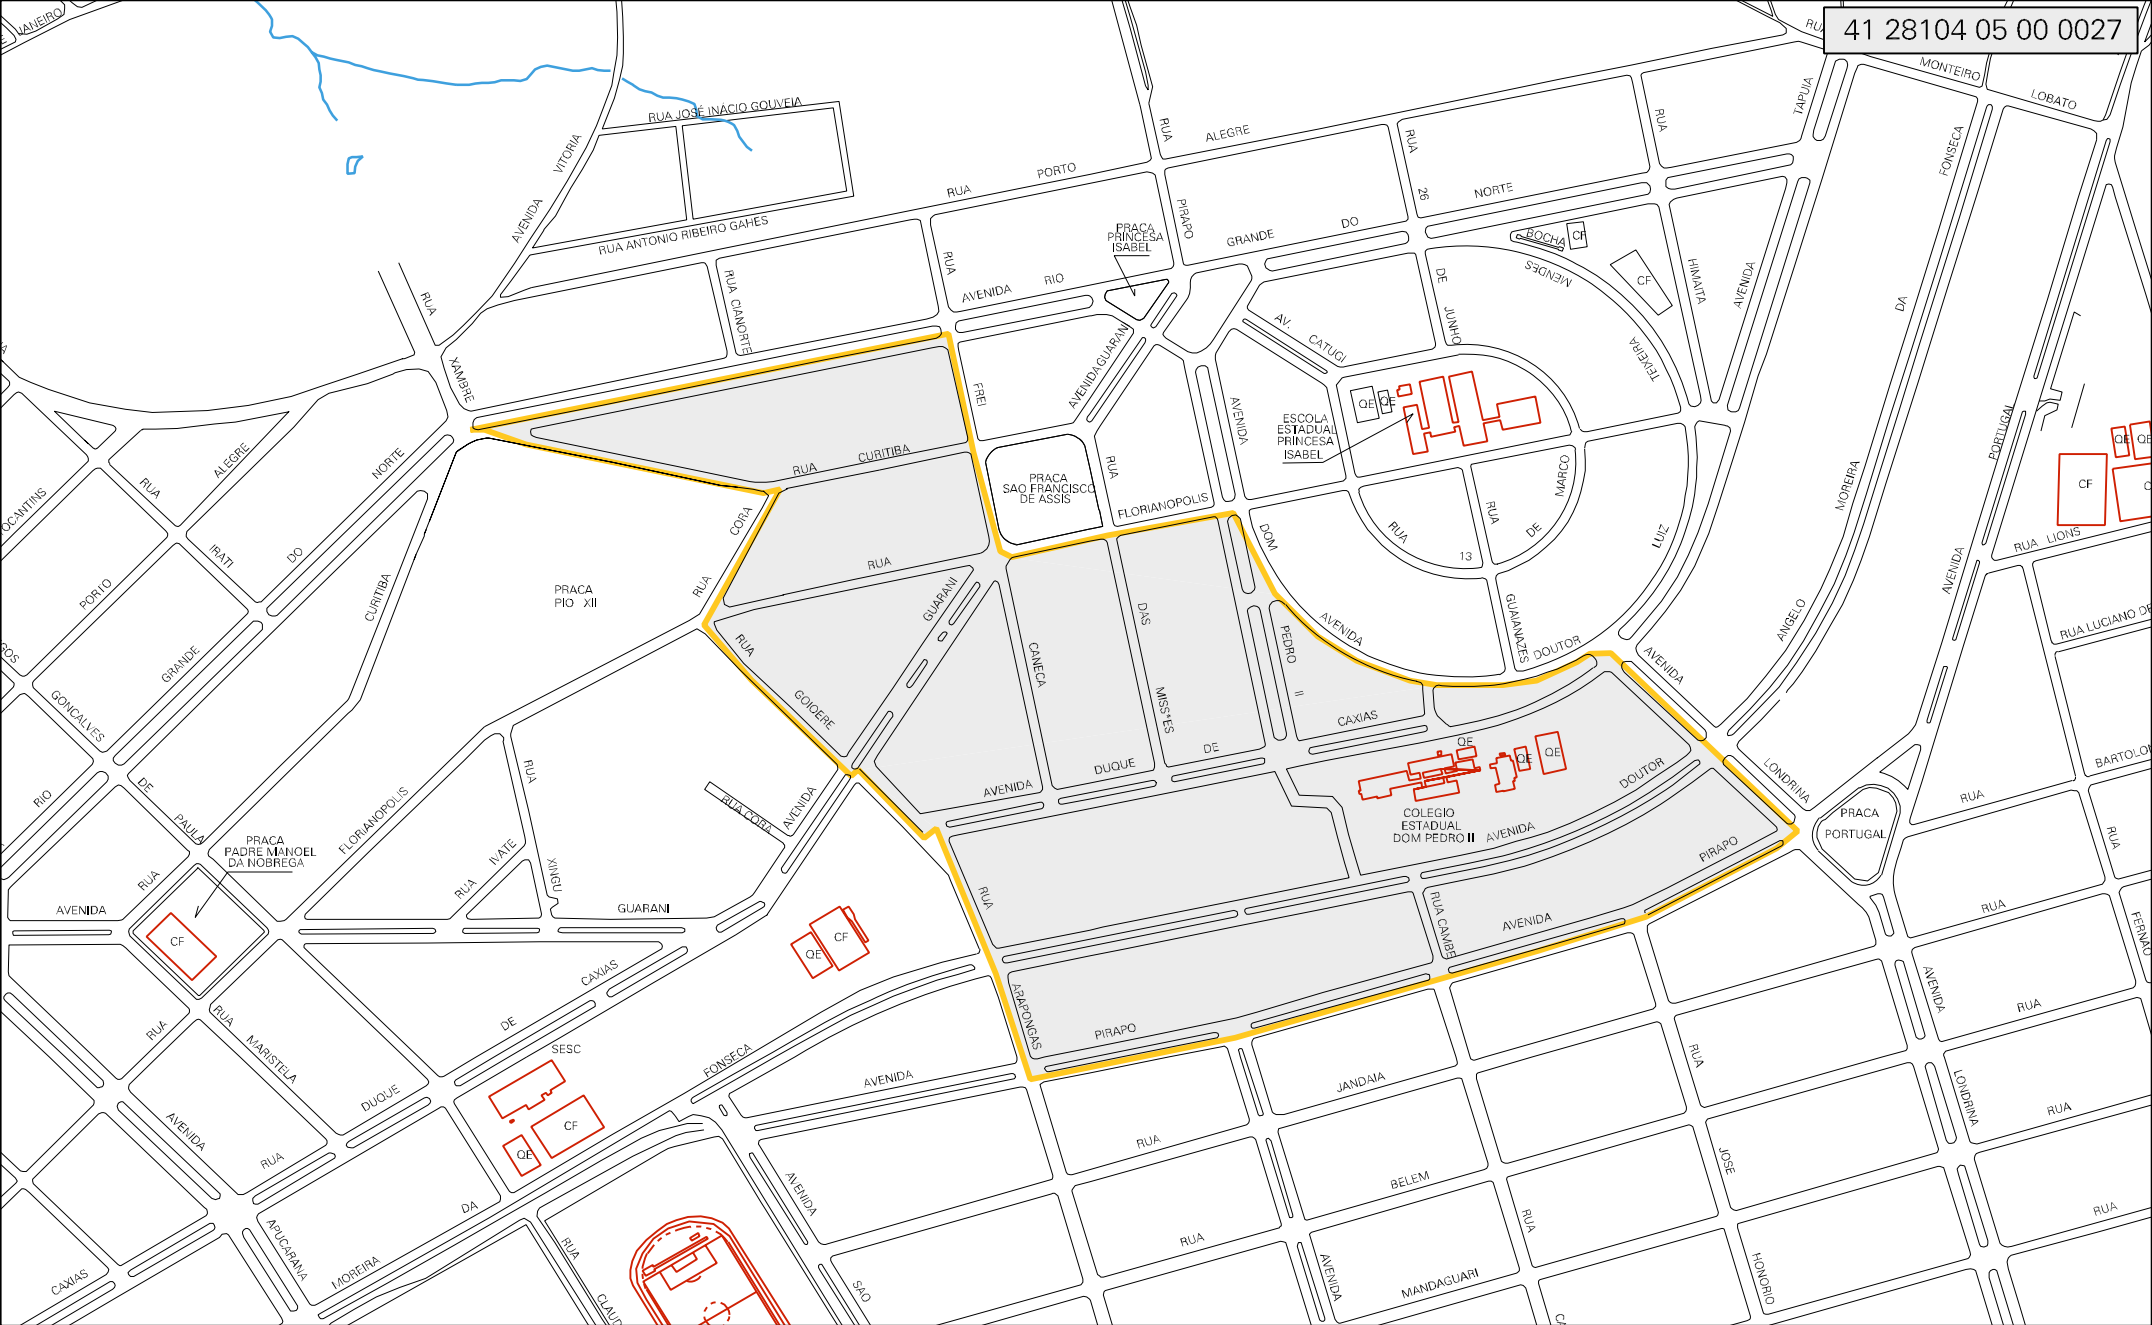 41 28104 05 00 0027
JANEIRO
MONTEIRO
LOBATO
RUA JOSÉ INÁCIO GOUVEIA
AVENIDA
VITORIA
RUA ANTONIO RIBEIRO GAHES
RUA
PORTO
ALEGRE
RUA
PIRAPO
RUA
26
DE
JUNHO
RUA
HIMAITA
AVENIDA
TAPUIA
AVENIDA
RIO
GRANDE
DO
NORTE
PRACA
PRINCESA
ISABEL
BOCHA
CF
CF
MENDES
TEIXEIRA
LUIZ
DOUTOR
AVENIDA
FONSECA
DA
MOREIRA
ANGELO
RUA
XAMBRE
RUA CIANORTE
RUA
FREI
CANECA
AVENIDA GUARANI
AV.
CATUGI
ESCOLA
ESTADUAL
PRINCESA
ISABEL
QE
QE
AVENIDA
DOM
PEDRO
II
RUA
DAS
MISS*ES
PRACA
SAO FRANCISCO
DE ASSIS
RUA
CURITIBA
RUA
FLORIANOPOLIS
RUA
13
DE
MARCO
RUA
GUAIANAZES
PORTUGAL
AVENIDA
CF
QE
QE
RUA LIONS
RUA LUCIANO DE
RUA
ALEGRE
PORTO
IRATI
NORTE
DO
GRANDE
RIO
CURITIBA
PRACA
PIO XII
RUA
CORA
RUA
GOIOERE
GUARANI
GONCALVES
DE
PAULA
PRACA
PADRE MANOEL
DA NOBREGA
CF
FLORIANOPOLIS
RUA
RUA
XINGU
RUA
IVATE
RUA CORA
AVENIDA
AVENIDA
GUARANI
AVENIDA
DUQUE
DE
CAXIAS
QE
QE
QE
COLEGIO
ESTADUAL
DOM PEDRO II
AVENIDA
DOUTOR
AVENIDA
LONDRINA
PRACA
PORTUGAL
RUA
RUA
RUA
ARAPONGAS
RUA CAMBE
AVENIDA
PIRAPO
PIRAPO
AVENIDA
QE
CF
CAXIAS
DE
DUQUE
RUA
RUA
RUA
MARISTELA
AVENIDA
APUCARANA
SESC
CF
QE
FONSECA
DA
MOREIRA
CAXIAS
RUA
AVENIDA
SAO
JANDAIA
RUA
BELEM
RUA
MANDAGUARI
RUA
AVENIDA
RUA
JOSE
HONORIO
RUA
AVENIDA
LONDRINA
RUA
RUA
RUA
RUA